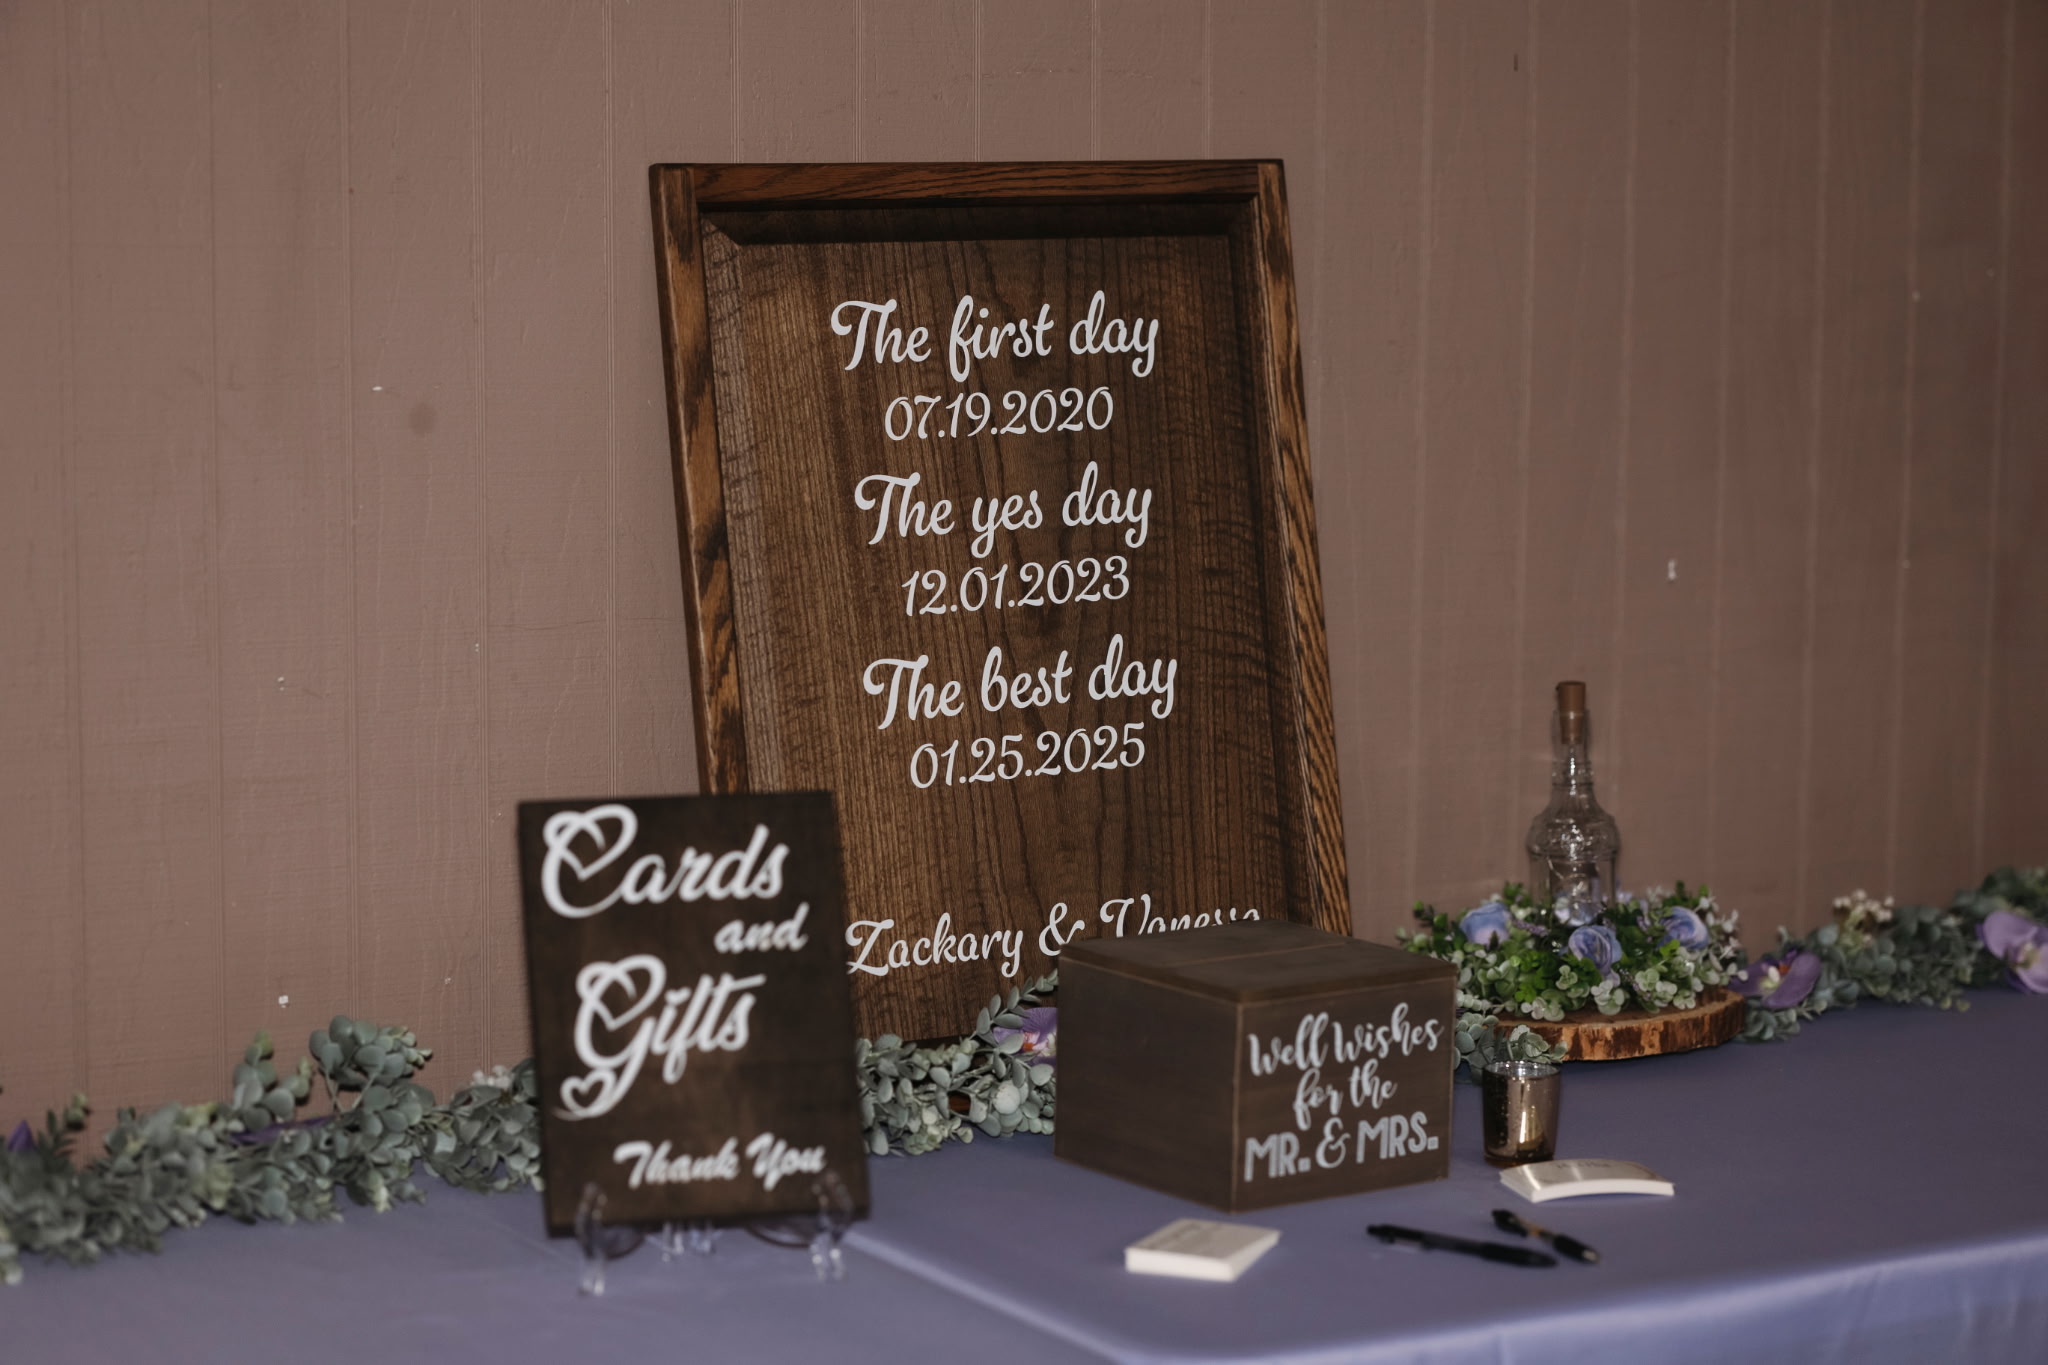 The first day
07.19.2020
The yes day
12.01.2023
The best day
01.25.2025
Zackary & Vanessa
Cards
and
Gifts
Thank You
Well Wishes
for the
MR. & MRS.